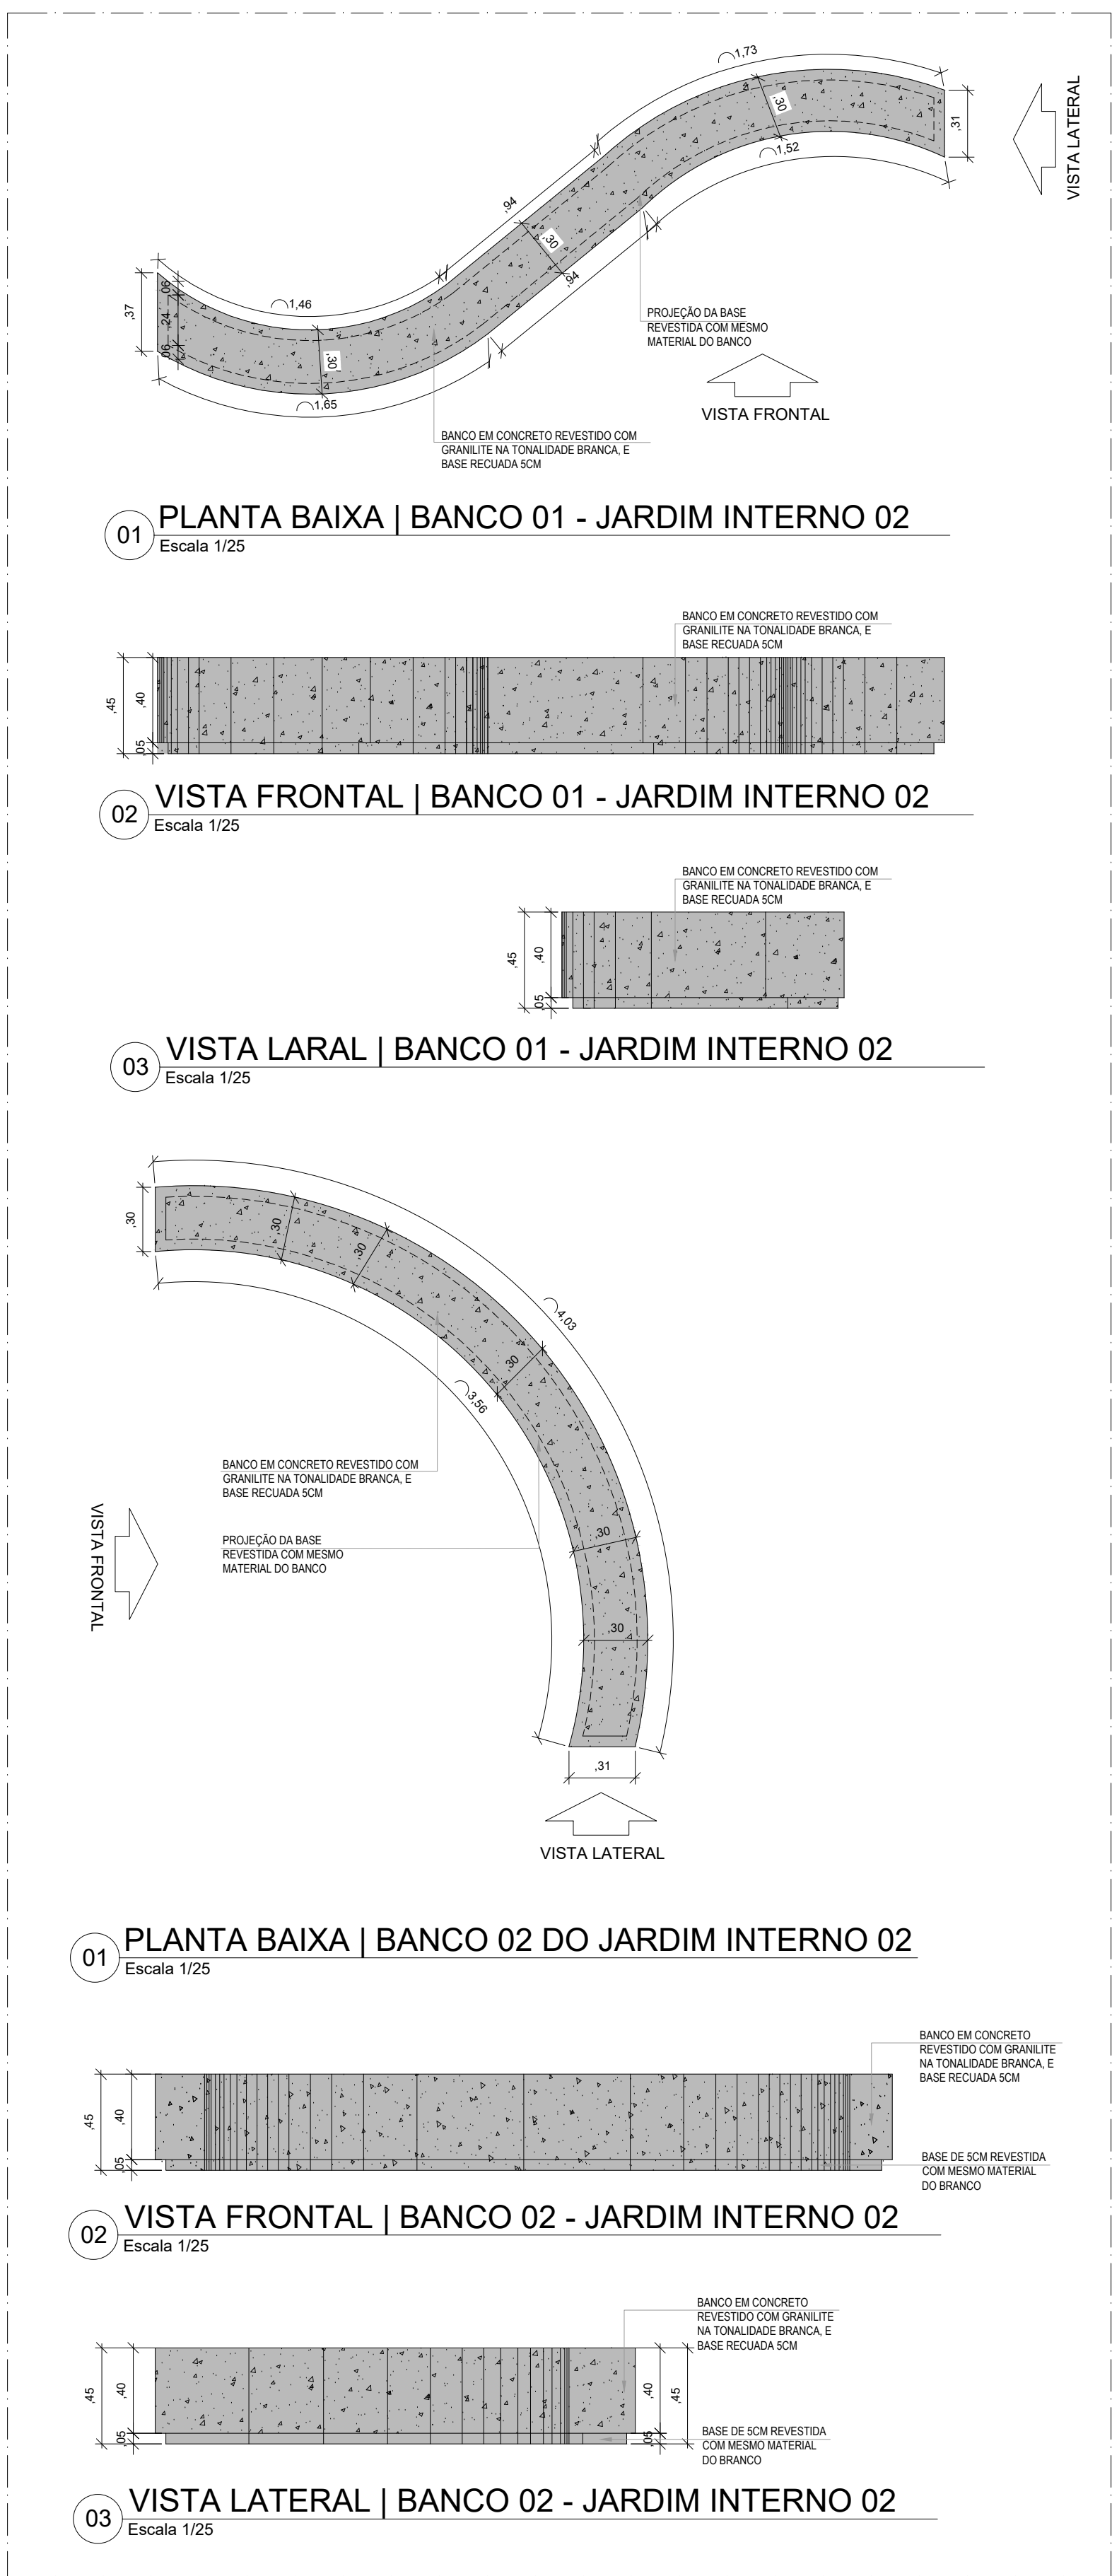 1,73
,30
,31
VISTA LATERAL
1,52
,94
,30
,94
,37
,06
,24
,06
1,46
,30
1,65
PROJEÇÃO DA BASE
REVESTIDA COM MESMO
MATERIAL DO BANCO
VISTA FRONTAL
BANCO EM CONCRETO REVESTIDO COM
GRANILITE NA TONALIDADE BRANCA, E
BASE RECUADA 5CM
01
PLANTA BAIXA | BANCO 01 - JARDIM INTERNO 02
Escala 1/25
BANCO EM CONCRETO REVESTIDO COM
GRANILITE NA TONALIDADE BRANCA, E
BASE RECUADA 5CM
,45
,40
,05
02
VISTA FRONTAL | BANCO 01 - JARDIM INTERNO 02
Escala 1/25
BANCO EM CONCRETO REVESTIDO COM
GRANILITE NA TONALIDADE BRANCA, E
BASE RECUADA 5CM
,45
,40
,05
03
VISTA LARAL | BANCO 01 - JARDIM INTERNO 02
Escala 1/25
,30
,30
,30
4,03
,30
3,56
BANCO EM CONCRETO REVESTIDO COM
GRANILITE NA TONALIDADE BRANCA, E
BASE RECUADA 5CM
VISTA FRONTAL
PROJEÇÃO DA BASE
REVESTIDA COM MESMO
MATERIAL DO BANCO
,30
,30
,31
VISTA LATERAL
01
PLANTA BAIXA | BANCO 02 DO JARDIM INTERNO 02
Escala 1/25
BANCO EM CONCRETO
REVESTIDO COM GRANILITE
NA TONALIDADE BRANCA, E
BASE RECUADA 5CM
,45
,40
,05
BASE DE 5CM REVESTIDA
COM MESMO MATERIAL
DO BRANCO
02
VISTA FRONTAL | BANCO 02 - JARDIM INTERNO 02
Escala 1/25
BANCO EM CONCRETO
REVESTIDO COM GRANILITE
NA TONALIDADE BRANCA, E
BASE RECUADA 5CM
,45
,40
,05
,40
,45
,05
BASE DE 5CM REVESTIDA
COM MESMO MATERIAL
DO BRANCO
03
VISTA LATERAL | BANCO 02 - JARDIM INTERNO 02
Escala 1/25